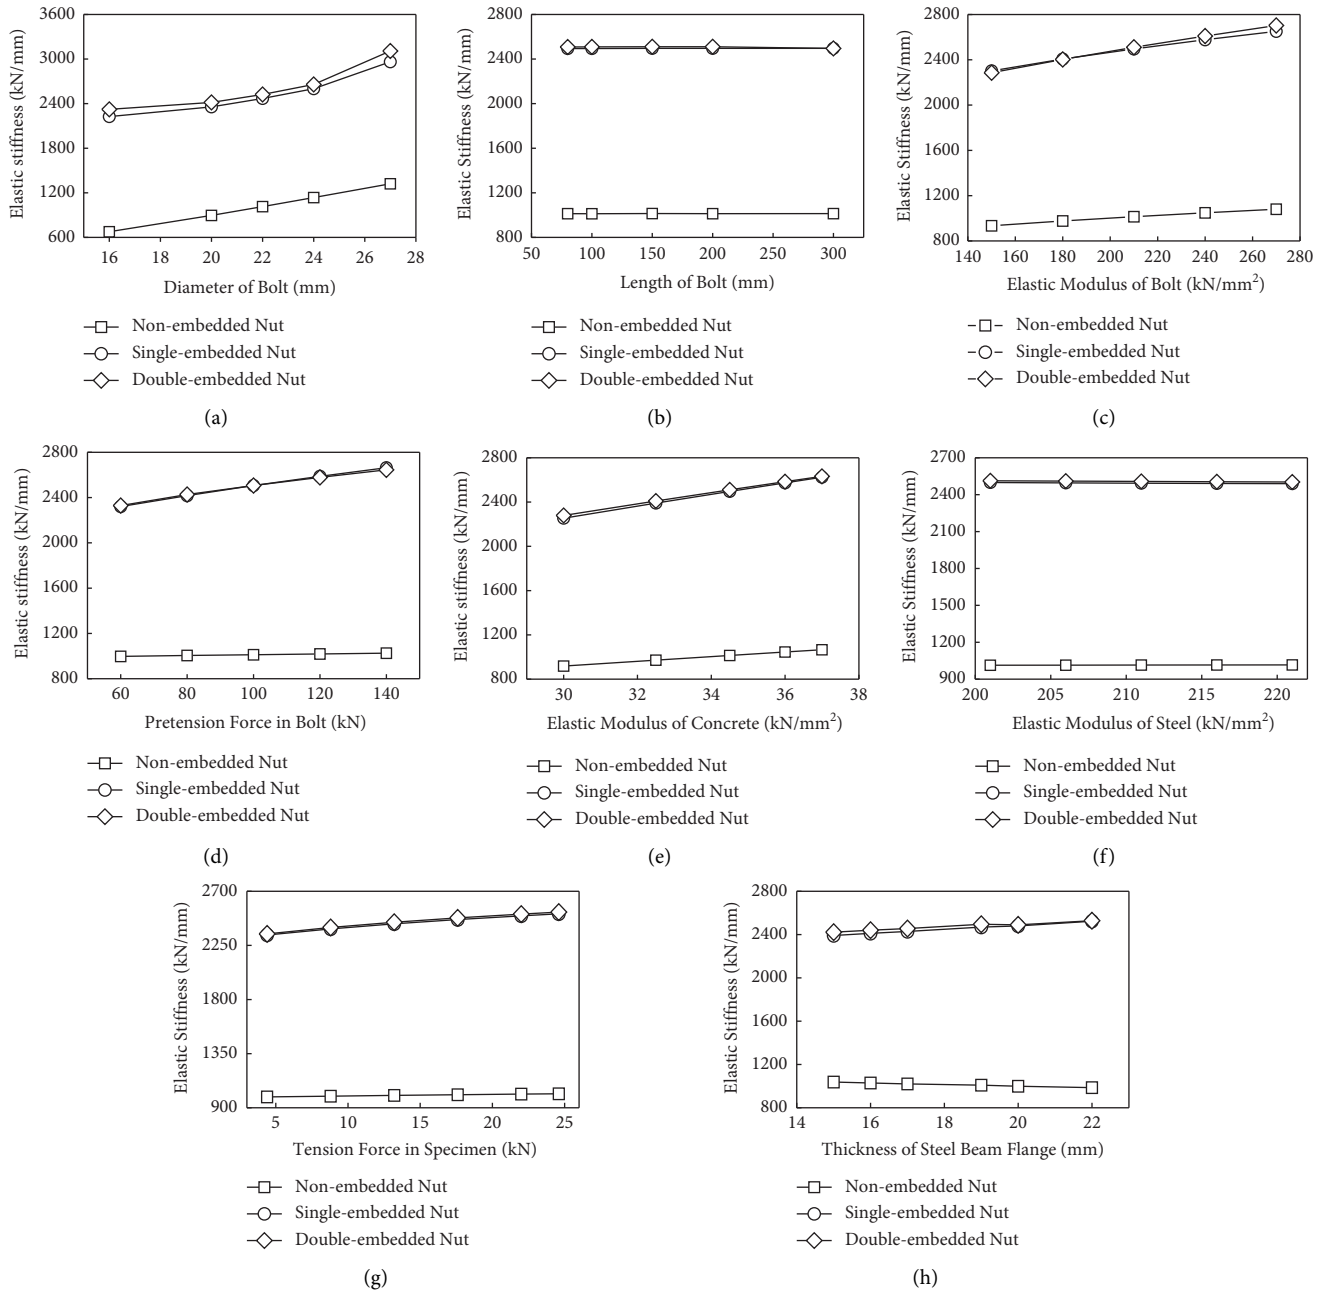 Elastic stiffness (kN/mm)
3600
3000
2400
1800
1200
600
16 18 20 22 24 26 28
Diameter of Bolt (mm)
Non-embedded Nut
Single-embedded Nut
Double-embedded Nut
(a)
Elastic Stiffness (kN/mm)
2800
2400
2000
1600
1200
800
50 100 150 200 250 300
Length of Bolt (mm)
Non-embedded Nut
Single-embedded Nut
Double-embedded Nut
(b)
Elastic Stiffness (kN/mm)
2800
2400
2000
1600
1200
800
140 160 180 200 220 240 260 280
Elastic Modulus of Bolt (kN/mm²)
Non-embedded Nut
Single-embedded Nut
Double-embedded Nut
(c)
Elastic stiffness (kN/mm)
2800
2400
2000
1600
1200
800
60 80 100 120 140
Pretension Force in Bolt (kN)
Non-embedded Nut
Single-embedded Nut
Double-embedded Nut
(d)
Elastic stiffness (kN/mm)
2800
2400
2000
1600
1200
800
30 32 34 36 38
Elastic Modulus of Concrete (kN/mm²)
Non-embedded Nut
Single-embedded Nut
Double-embedded Nut
(e)
Elastic Stiffness (kN/mm)
2700
2400
2100
1800
1500
1200
900
200 205 210 215 220
Elastic Modulus of Steel (kN/mm²)
Non-embedded Nut
Single-embedded Nut
Double-embedded Nut
(f)
Elastic Stiffness (kN/mm)
2700
2250
1800
1350
900
5 10 15 20 25
Tension Force in Specimen (kN)
Non-embedded Nut
Single-embedded Nut
Double-embedded Nut
(g)
Elastic Stiffness (kN/mm)
2800
2400
2000
1600
1200
800
14 16 18 20 22
Thickness of Steel Beam Flange (mm)
Non-embedded Nut
Single-embedded Nut
Double-embedded Nut
(h)